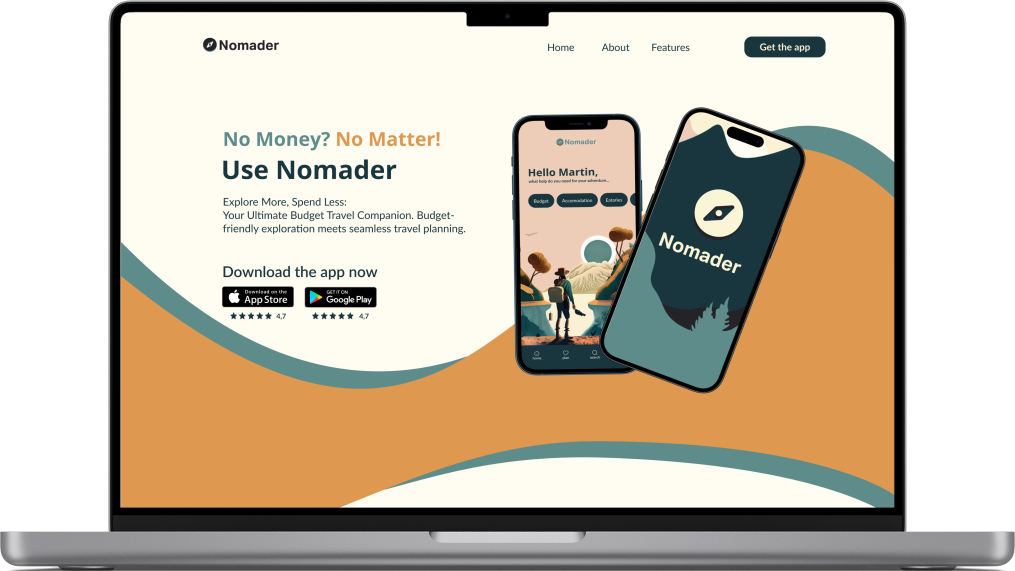 Nomader
Home
About
Features
Get the app
No Money? No Matter!
Use Nomader
Explore More, Spend Less:
Your Ultimate Budget Travel Companion. Budget-
friendly exploration meets seamless travel planning.
Download the app now
Download on the
App Store
GET IT ON
Google Play
4,7
4,7
Nomader
Hello Martin,
what help do you need for your adventure...
Budget
Accomodation
Eateries
home
plan
search
Nomader